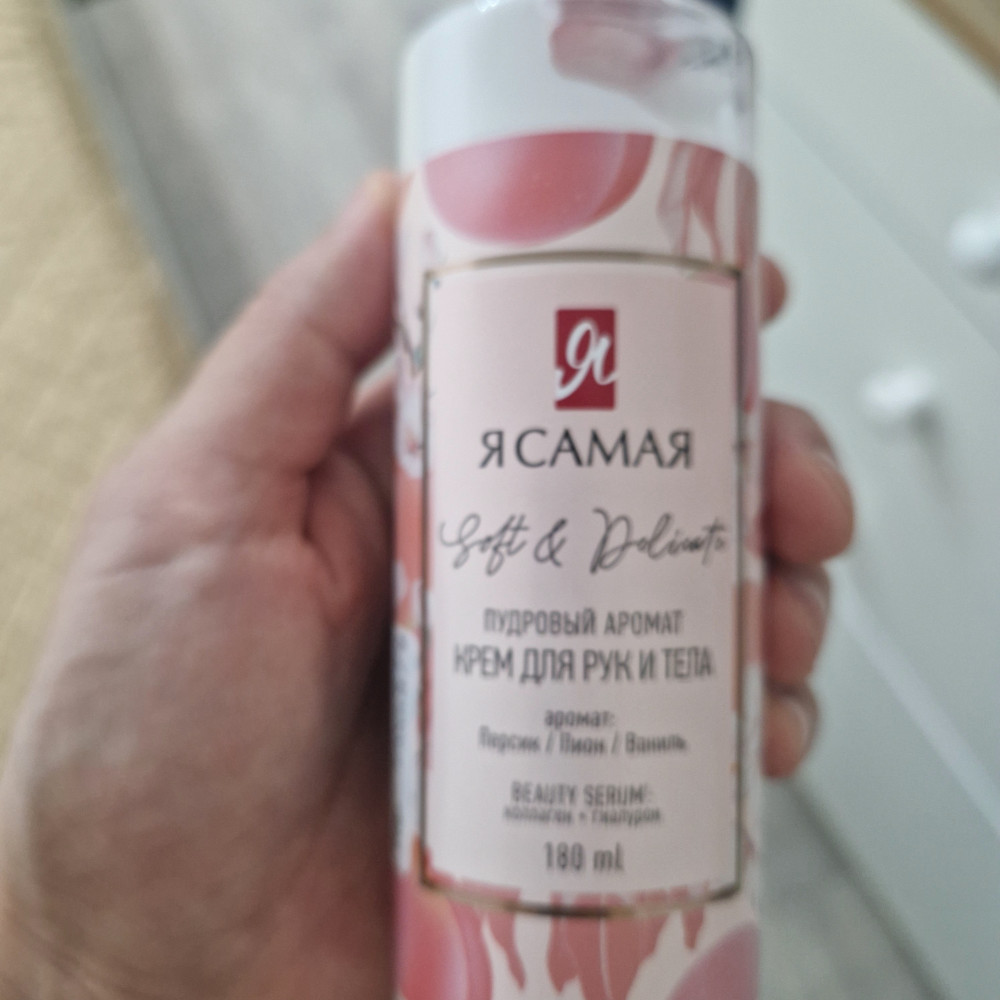 Я
Я САМАЯ
Soft & Delicate
ПУДРОВЫЙ АРОМАТ
КРЕМ ДЛЯ РУК И ТЕЛА
аромат:
Персик / Пион / Ваниль
BEAUTY SERUM:
коллаген + гиалурон
180 ml